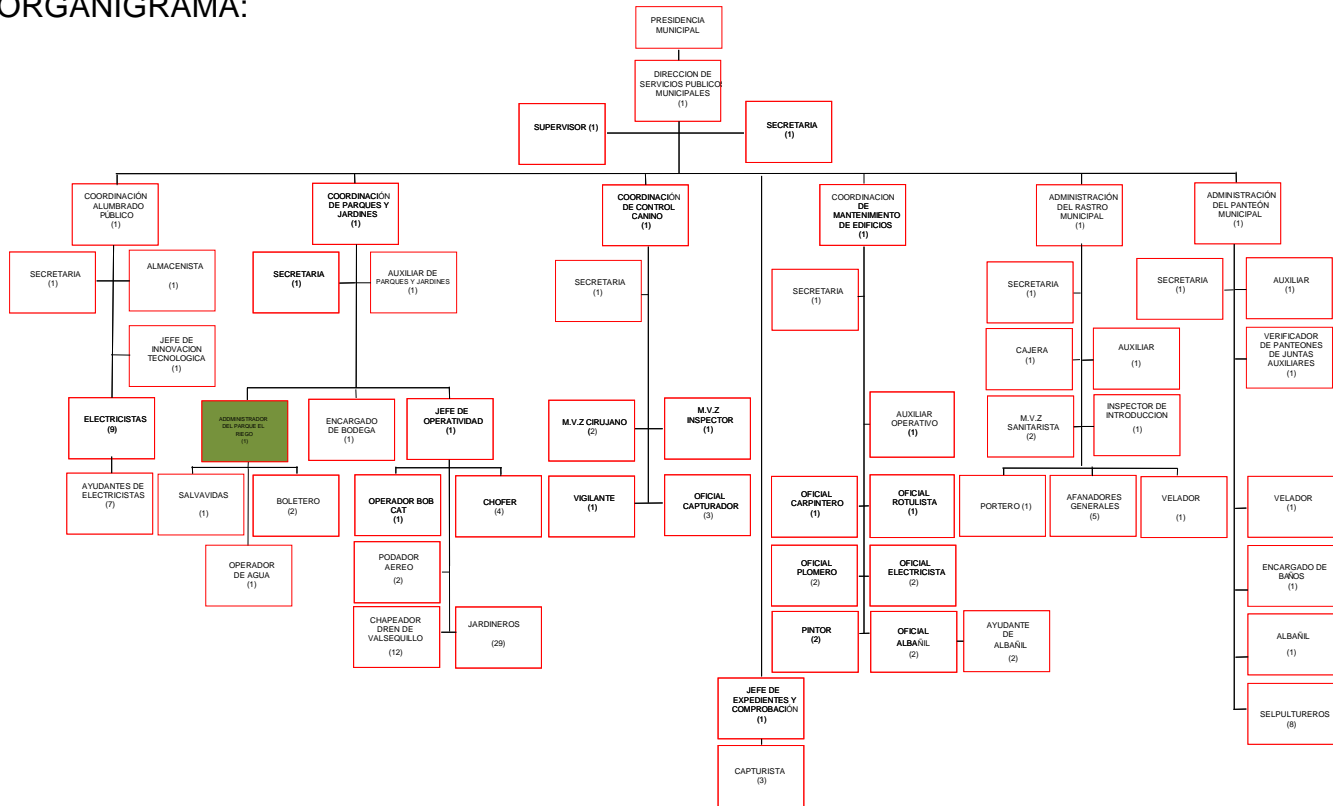 ORGANIGRAMA:
PRESIDENCIA
MUNICIPAL
DIRECCION DE
SERVICIOS PUBLICO
MUNICIPALES
(1)
SUPERVISOR (1)
SECRETARIA
(1)
COORDINACIÓN
ALUMBRADO
PÚBLICO
(1)
SECRETARIA
(1)
ALMACENISTA
(1)
JEFE DE
INNOVACION
TECNOLOGICA
(1)
ELECTRICISTAS
(9)
AYUDANTES DE
ELECTRICISTAS
(7)
COORDINACIÓN
DE PARQUES Y
JARDINES
(1)
SECRETARIA
(1)
AUXILIAR DE
PARQUES Y JARDINES
(1)
ADDMINISTRADOR
DEL PARQUE EL
RIEGO
(1)
ENCARGADO
DE BODEGA
(1)
JEFE DE
OPERATIVIDAD
(1)
SALVAVIDAS
(1)
BOLETERO
(2)
OPERADOR
DE AGUA
(1)
OPERADOR BOB
CAT
(1)
CHOFER
(4)
PODADOR
AEREO
(2)
CHAPEADOR
DREN DE
VALSEQUILLO
(12)
JARDINEROS
(29)
COORDINACIÓN
DE CONTROL
CANINO
(1)
SECRETARIA
(1)
M.V.Z CIRUJANO
(2)
M.V.Z
INSPECTOR
(1)
VIGILANTE
(1)
OFICIAL
CAPTURADOR
(3)
JEFE DE
EXPEDIENTES Y
COMPROBACIÓN
(1)
CAPTURISTA
(3)
COORDINACION
DE
MANTENIMIENTO
DE EDIFICIOS
(1)
SECRETARIA
(1)
AUXILIAR
OPERATIVO
(1)
OFICIAL
CARPINTERO
(1)
OFICIAL
ROTULISTA
(1)
OFICIAL
PLOMERO
(2)
OFICIAL
ELECTRICISTA
(2)
PINTOR
(2)
OFICIAL
ALBAÑIL
(2)
AYUDANTE
DE
ALBAÑIL
(2)
ADMINISTRACIÓN
DEL RASTRO
MUNICIPAL
(1)
SECRETARIA
(1)
CAJERA
(1)
AUXILIAR
(1)
M.V.Z
SANITARISTA
(2)
INSPECTOR DE
INTRODUCCION
(1)
PORTERO (1)
AFANADORES
GENERALES
(5)
VELADOR
(1)
ADMINISTRACIÓN
DEL PANTEÓN
MUNICIPAL
(1)
SECRETARIA
(1)
AUXILIAR
(1)
VERIFICADOR
DE PANTEONES
DE JUNTAS
AUXILIARES
(1)
VELADOR
(1)
ENCARGADO DE
BAÑOS
(1)
ALBAÑIL
(1)
SELPULTUREROS
(8)